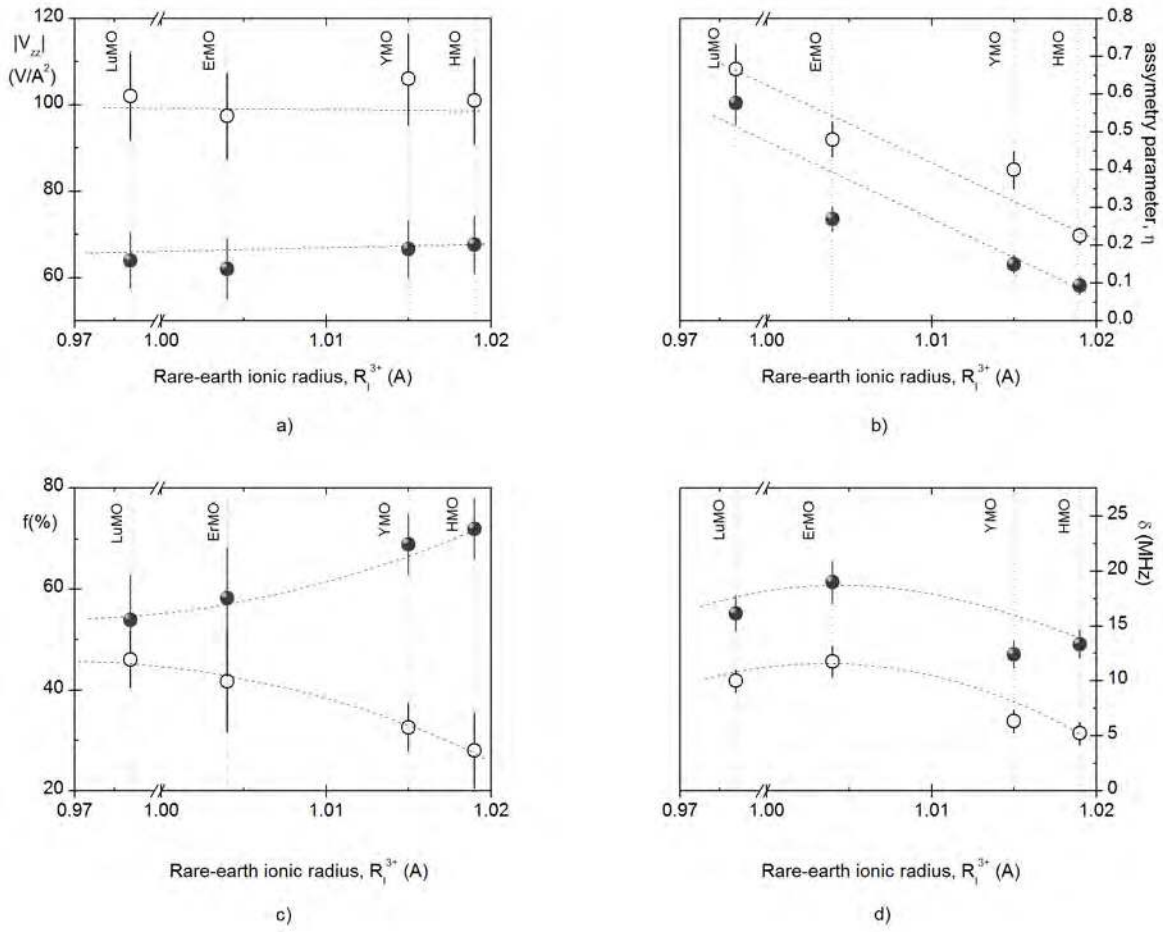 120
|Vzz|
(V/A²)
100
80
60
LuMO
ErMO
YMO
HMO
0.97 1.00 1.01 1.02
Rare-earth ionic radius, R_I³⁺ (A)
a)
LuMO
ErMO
YMO
HMO
0.8
0.7
0.6
0.5
0.4
0.3
0.2
0.1
0.0
assymetry parameter, η
0.97 1.00 1.01 1.02
Rare-earth ionic radius, R_I³⁺ (A)
b)
80
f(%)
60
40
20
LuMO
ErMO
YMO
HMO
0.97 1.00 1.01 1.02
Rare-earth ionic radius, R_I³⁺ (A)
c)
LuMO
ErMO
YMO
HMO
25
20
15
10
5
0
δ (MHz)
0.97 1.00 1.01 1.02
Rare-earth ionic radius, R_I³⁺ (A)
d)